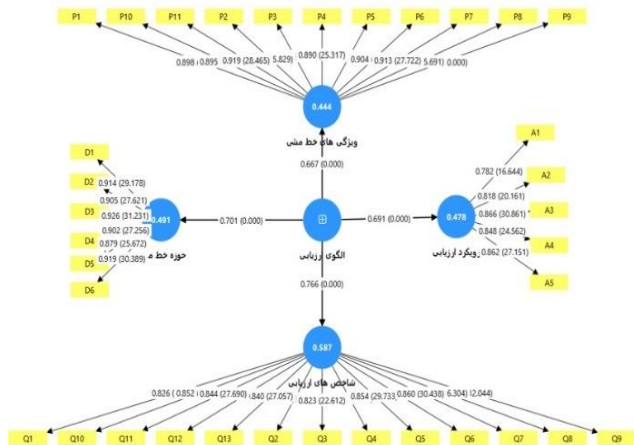 P1 P10 P11 P2 P3 P4 P5 P6 P7 P8 P9
0.898 0.895 0.919 (28.465) 5.829) 0.890 (25.317) 0.904 0.913 (27.722) 5.691) 0.000)
0.444
ویژگی های خط مشی
0.667 (0.000)
D1
D2
D3
D4
D5
D6
0.914 (29.178)
0.905 (27.621)
0.926 (31.231)
0.902 (27.256)
0.879 (25.672)
0.919 (30.389)
0.491
حوزه خط م
0.701 (0.000)
الگوی ارزیابی
0.691 (0.000)
0.478
رویکرد ارزیابی
A1
A2
A3
A4
A5
0.782 (16.644)
0.818 (20.161)
0.866 (30.861)
0.848 (24.562)
0.862 (27.151)
0.766 (0.000)
0.587
شاخص های ارزیابی
0.826 ( 0.852 0.844 (27.690) .840 (27.057) 0.823 (22.612) 0.854 (29.733) 0.860 (30.438) 6.304) 2.044)
Q1 Q10 Q11 Q12 Q13 Q2 Q3 Q4 Q5 Q6 Q7 Q8 Q9